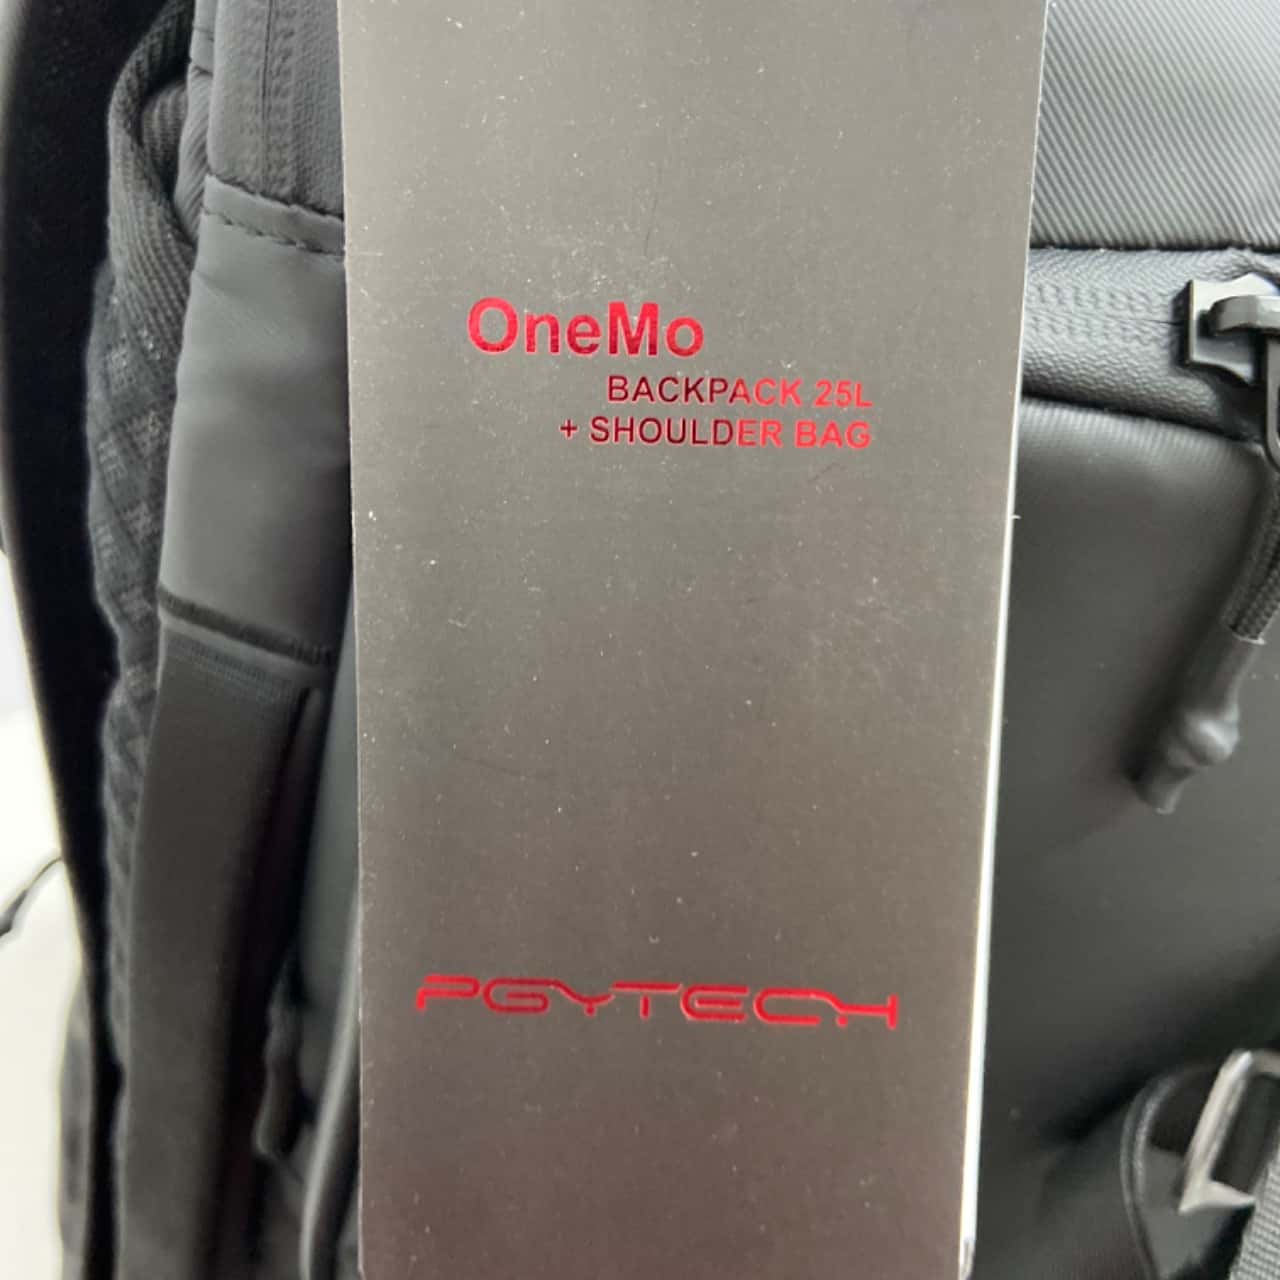 OneMo
BACKPACK 25L
+ SHOULDER BAG
PGYTECH